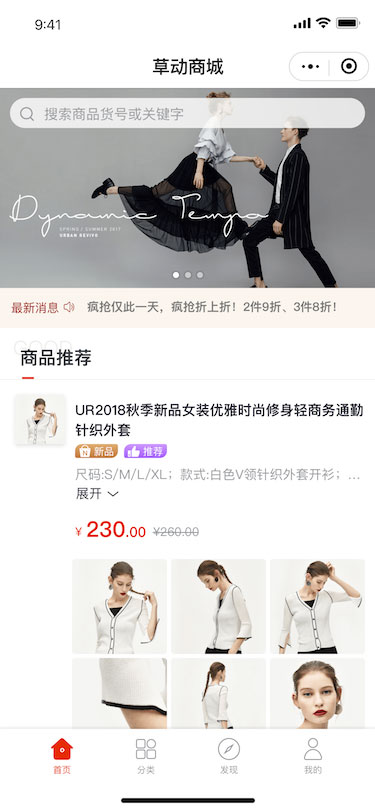 9:41
草动商城
搜索商品货号或关键字
Dynamic Tempo
SPRING / SUMMER 2017
URBAN REVIVO
最新消息
疯抢仅此一天，疯抢折上折！2件9折、3件8折！
商品推荐
UR2018秋季新品女装优雅时尚修身轻商务通勤
针织外套
新品 推荐
尺码:S/M/L/XL；款式:白色V领针织外套开衫；...
展开
¥ 230.00 ¥260.00
首页 分类 发现 我的